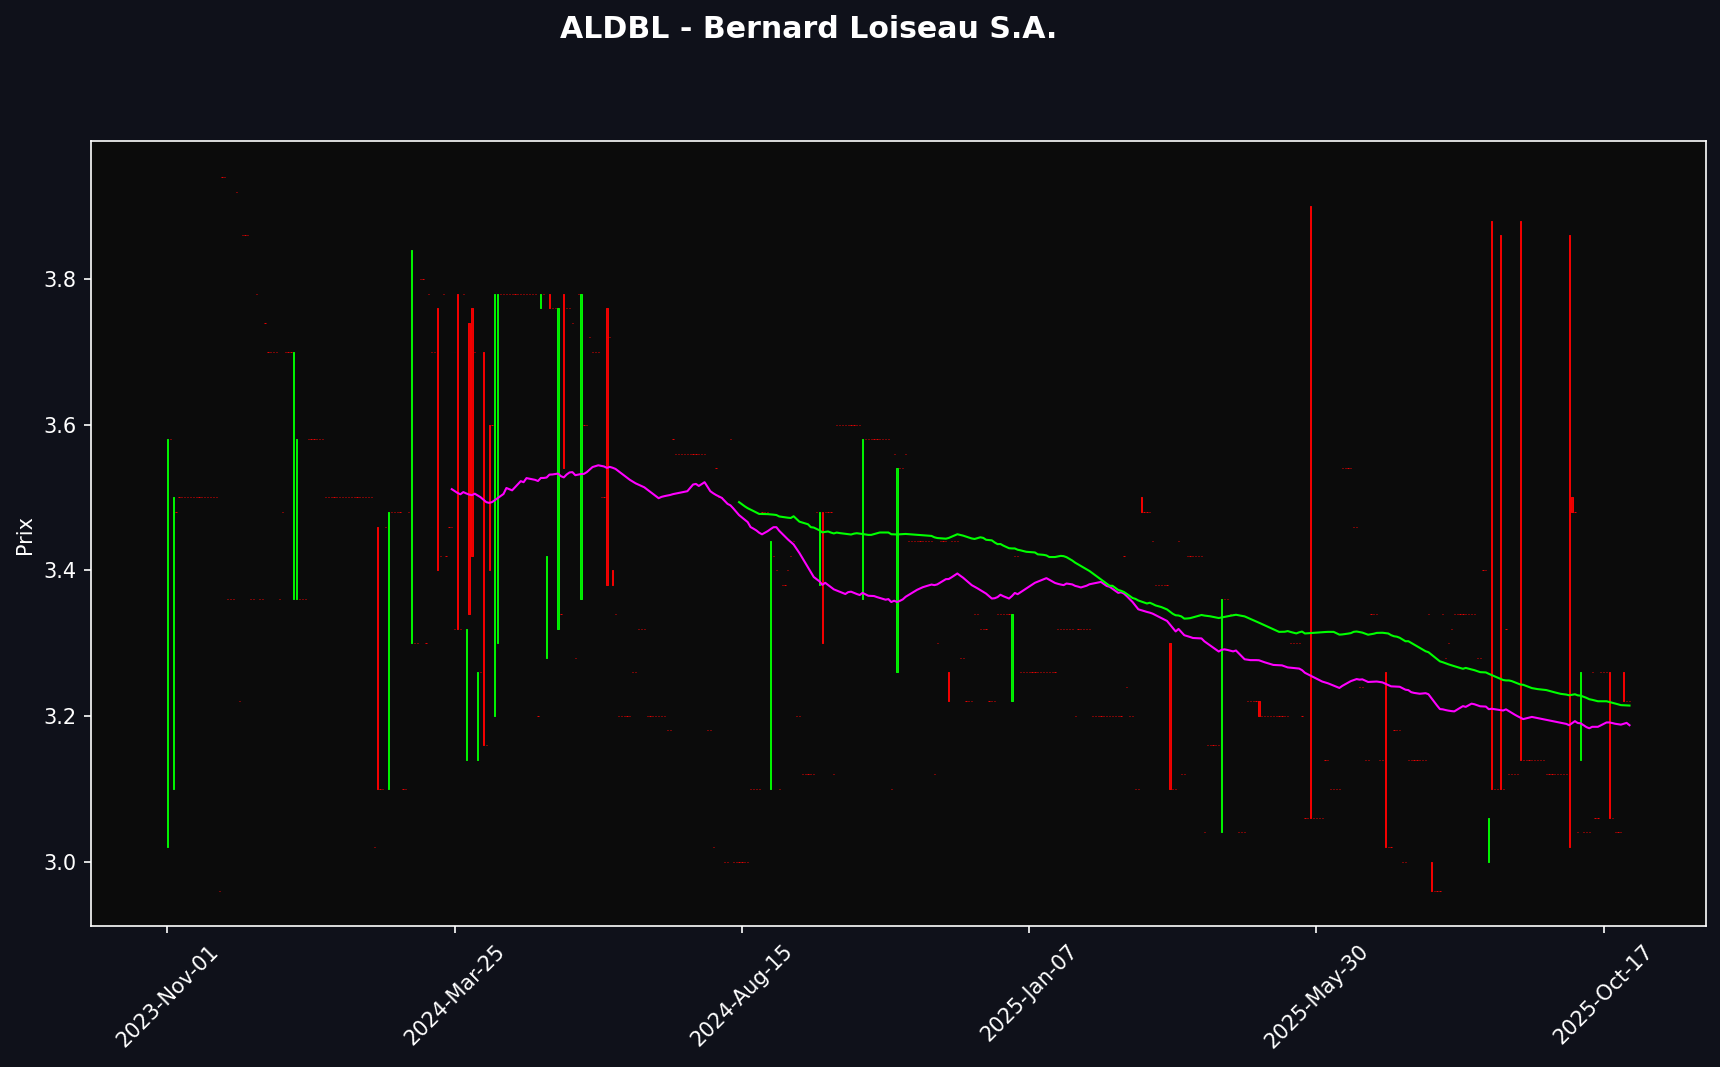 ALDBL - Bernard Loiseau S.A.
Prix
3.8
3.6
3.4
3.2
3.0
2023-Nov-01
2024-Mar-25
2024-Aug-15
2025-Jan-07
2025-May-30
2025-Oct-17